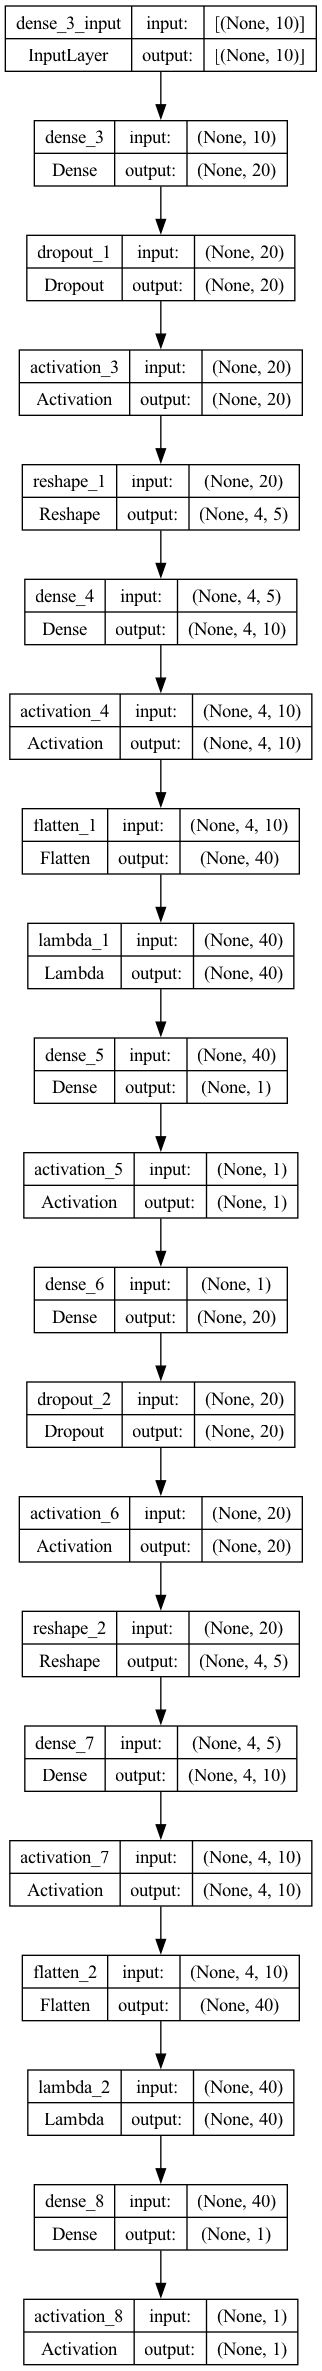 dense_3_input input: [(None, 10)]
InputLayer output: [(None, 10)]
dense_3 input: (None, 10)
Dense output: (None, 20)
dropout_1 input: (None, 20)
Dropout output: (None, 20)
activation_3 input: (None, 20)
Activation output: (None, 20)
reshape_1 input: (None, 20)
Reshape output: (None, 4, 5)
dense_4 input: (None, 4, 5)
Dense output: (None, 4, 10)
activation_4 input: (None, 4, 10)
Activation output: (None, 4, 10)
flatten_1 input: (None, 4, 10)
Flatten output: (None, 40)
lambda_1 input: (None, 40)
Lambda output: (None, 40)
dense_5 input: (None, 40)
Dense output: (None, 1)
activation_5 input: (None, 1)
Activation output: (None, 1)
dense_6 input: (None, 1)
Dense output: (None, 20)
dropout_2 input: (None, 20)
Dropout output: (None, 20)
activation_6 input: (None, 20)
Activation output: (None, 20)
reshape_2 input: (None, 20)
Reshape output: (None, 4, 5)
dense_7 input: (None, 4, 5)
Dense output: (None, 4, 10)
activation_7 input: (None, 4, 10)
Activation output: (None, 4, 10)
flatten_2 input: (None, 4, 10)
Flatten output: (None, 40)
lambda_2 input: (None, 40)
Lambda output: (None, 40)
dense_8 input: (None, 40)
Dense output: (None, 1)
activation_8 input: (None, 1)
Activation output: (None, 1)